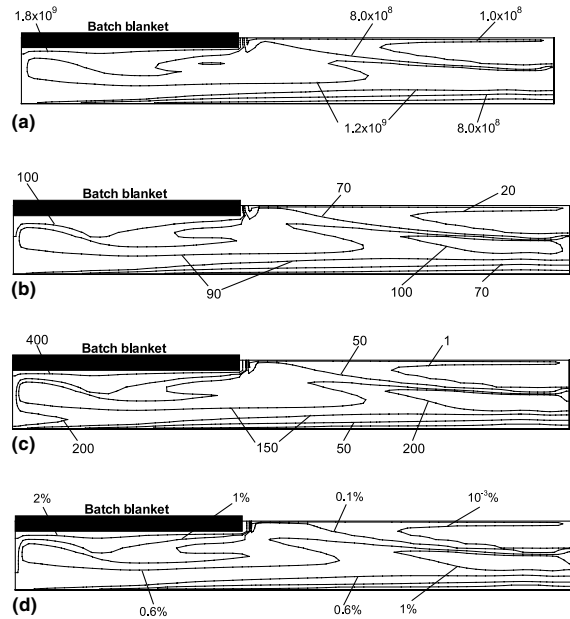 1.8x10⁹ 8.0x10⁸ 1.0x10⁸
Batch blanket
1.2x10⁹ 8.0x10⁸
(a)
100 Batch blanket 70 20
90 100 70
(b)
400 Batch blanket 50 1
200 150 50 200
(c)
2% Batch blanket 1% 0.1% 10⁻³%
0.6% 0.6% 1%
(d)